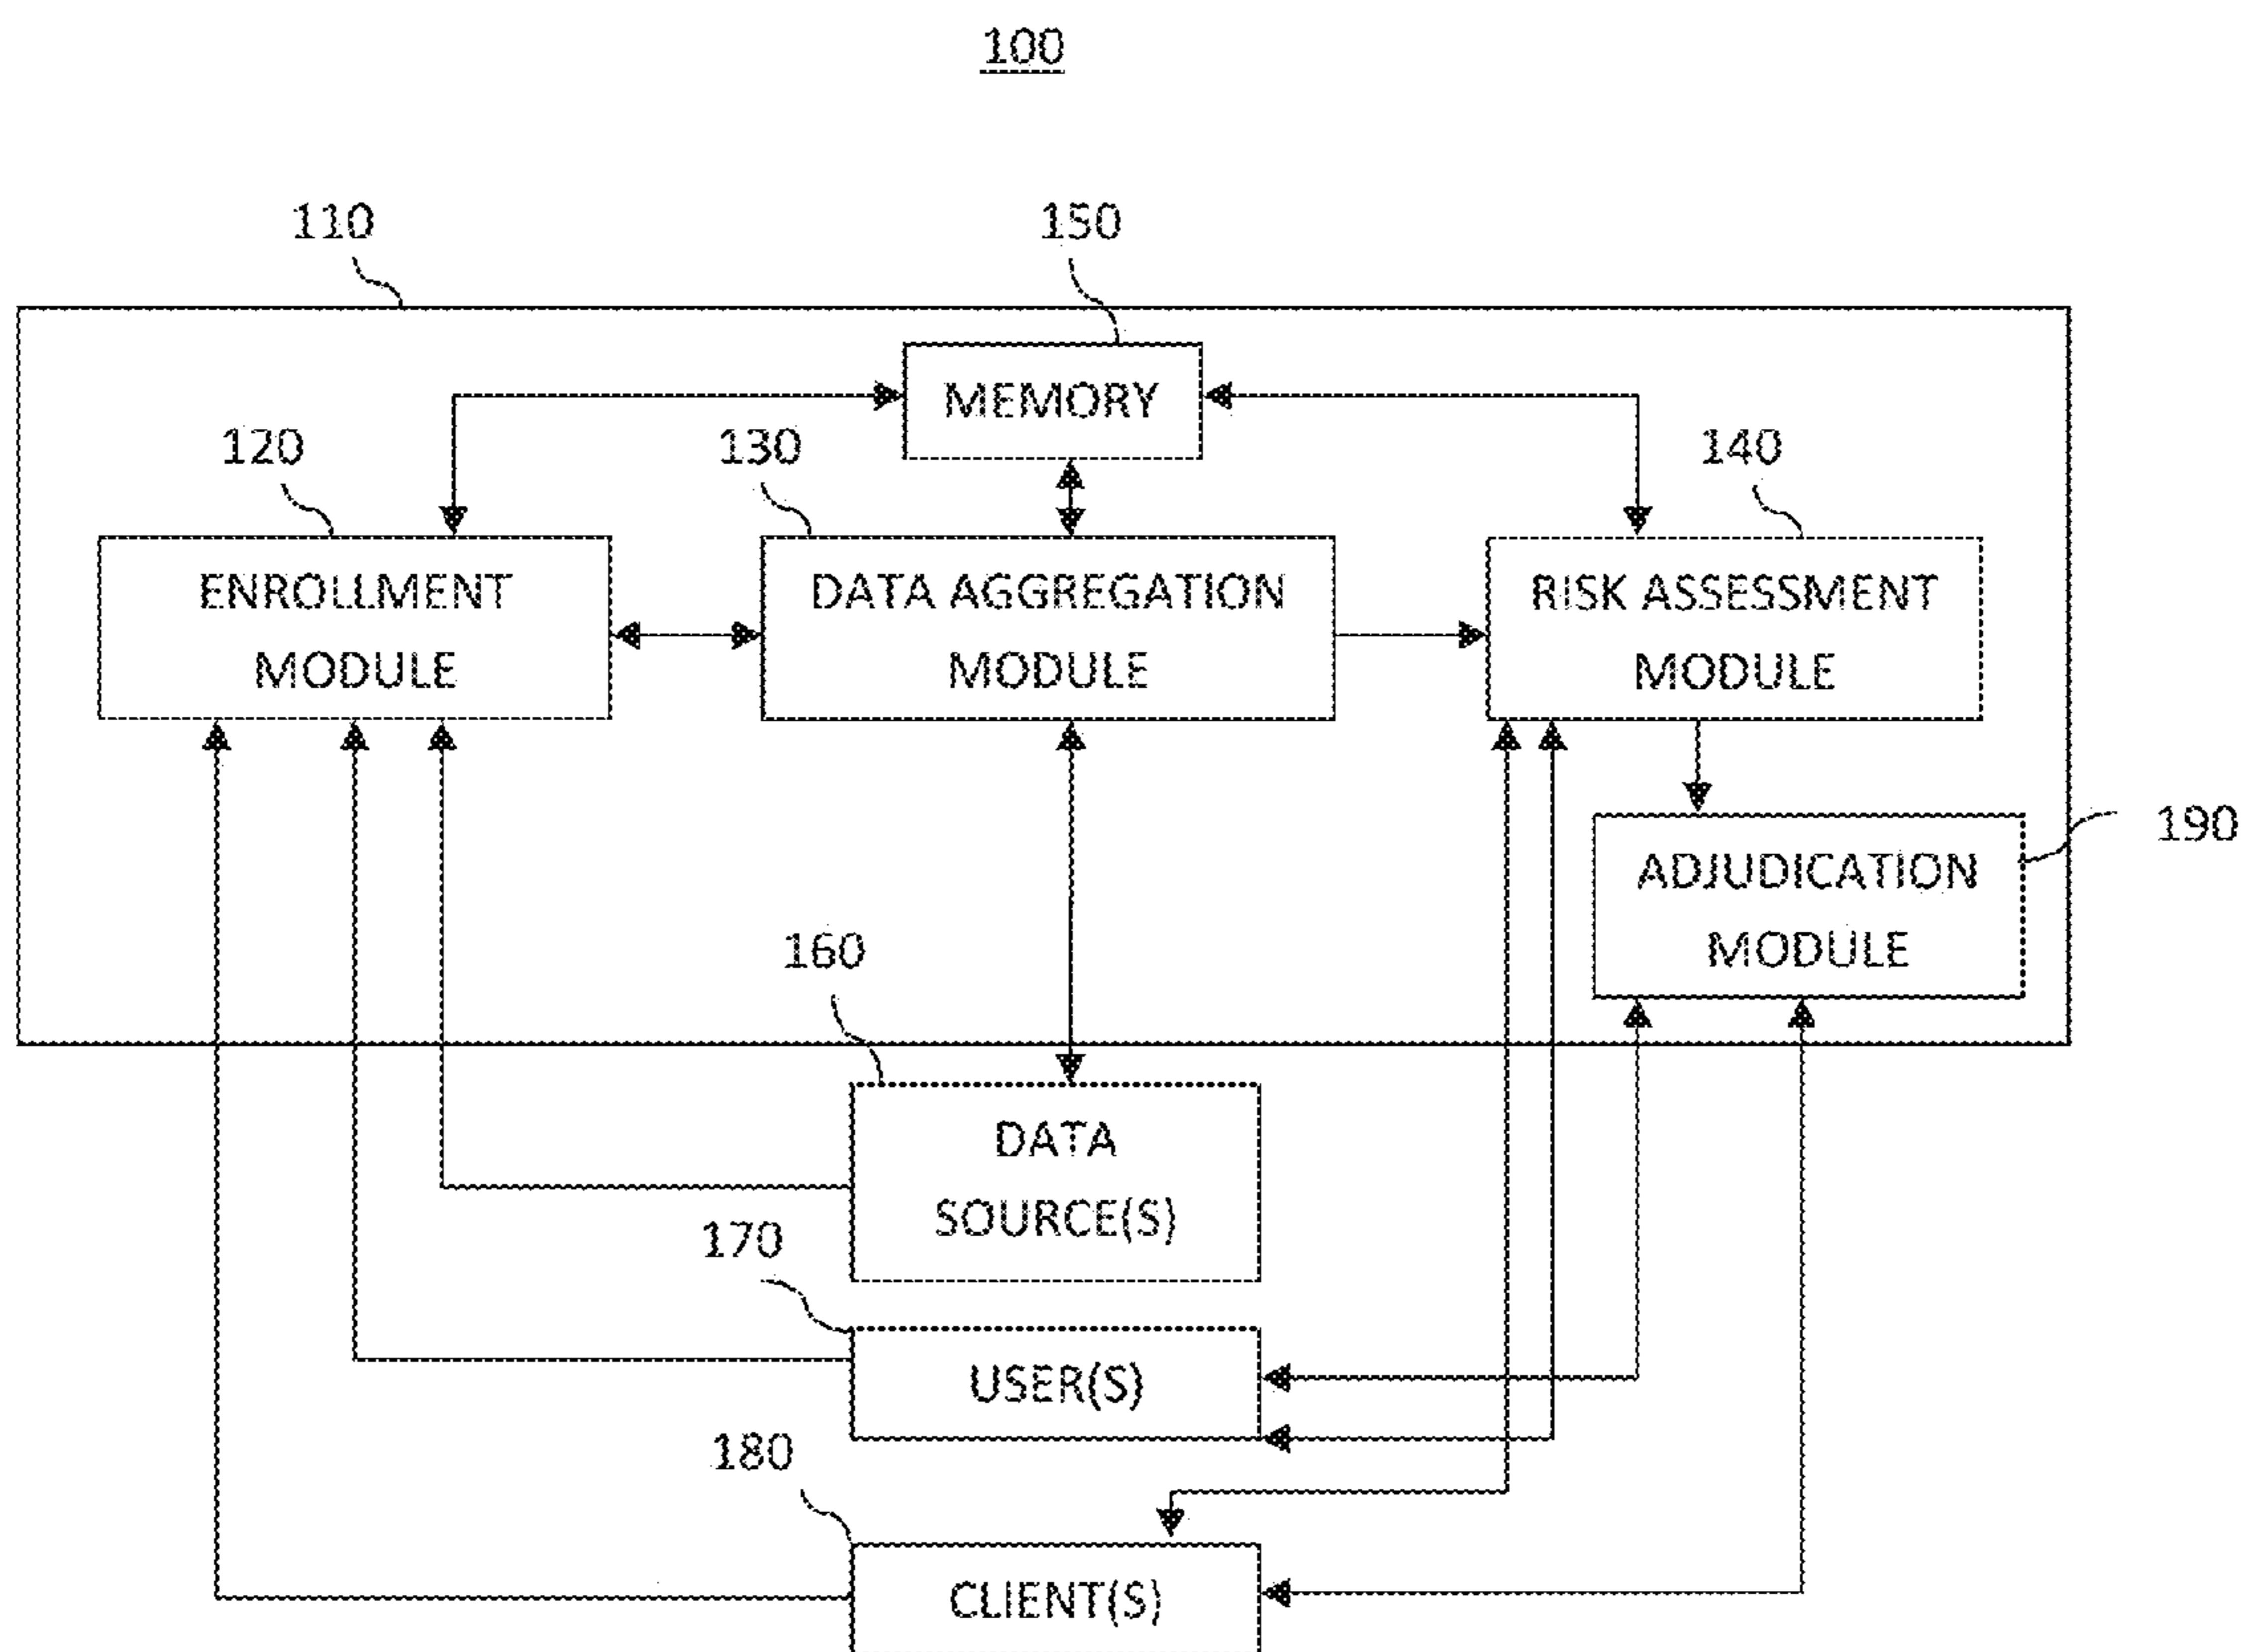 100
110
150
MEMORY
120
130
140
ENROLLMENT
MODULE
DATA AGGREGATION
MODULE
RISK ASSESSMENT
MODULE
190
ADJUDICATION
MODULE
160
DATA
SOURCE(S)
170
USER(S)
180
CLIENT(S)